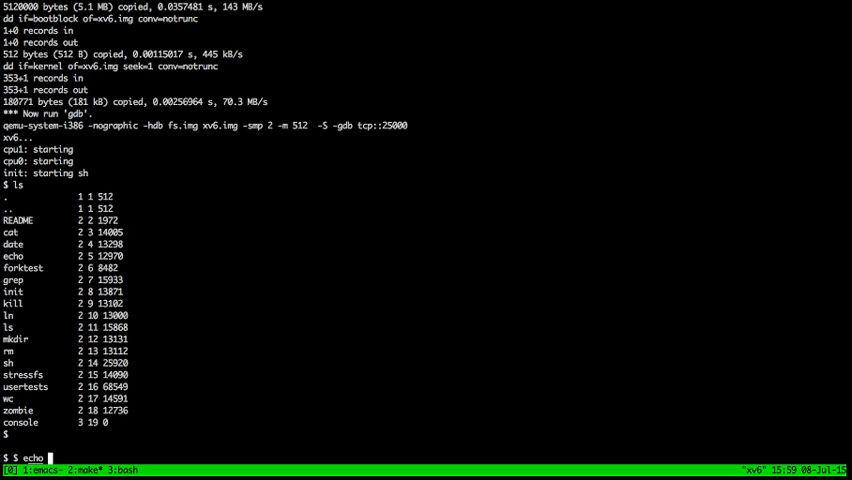 5120000 bytes (5.1 MB) copied, 0.0357481 s, 143 MB/s
dd if=bootblock of=xv6.img conv=notrunc
1+0 records in
1+0 records out
512 bytes (512 B) copied, 0.00115017 s, 445 kB/s
dd if=kernel of=xv6.img seek=1 conv=notrunc
353+1 records in
353+1 records out
180771 bytes (181 kB) copied, 0.00256964 s, 70.3 MB/s
*** Now run 'gdb'.
qemu-system-i386 -nographic -hdb fs.img xv6.img -smp 2 -m 512  -S -gdb tcp::25000
xv6...
cpu1: starting
cpu0: starting
init: starting sh
$ ls
.              1 1 512
..             1 1 512
README         2 2 1972
cat            2 3 14005
date           2 4 13298
echo           2 5 12970
forktest       2 6 8482
grep           2 7 15933
init           2 8 13871
kill           2 9 13102
ln             2 10 13000
ls             2 11 15868
mkdir          2 12 13131
rm             2 13 13112
sh             2 14 25920
stressfs       2 15 14090
usertests      2 16 68549
wc             2 17 14591
zombie         2 18 12736
console        3 19 0
$
$ $ echo
[0] 1:emacs- 2:make* 3:bash "xv6" 15:59 08-Jul-15